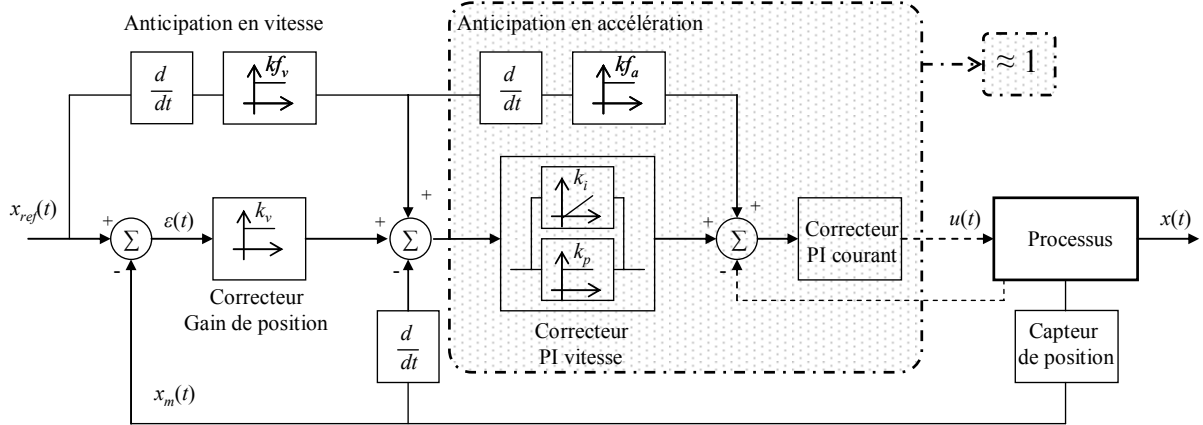 Anticipation en vitesse
Anticipation en accélération
d
dt
kf_v
d
dt
kf_a
≈ 1
x_ref(t)
+
Σ
-
ε(t)
k_v
Correcteur
Gain de position
+
+
Σ
-
d
dt
k_i
k_p
Correcteur
PI vitesse
+
+
Σ
-
Correcteur
PI courant
u(t)
Processus
x(t)
Capteur
de position
x_m(t)